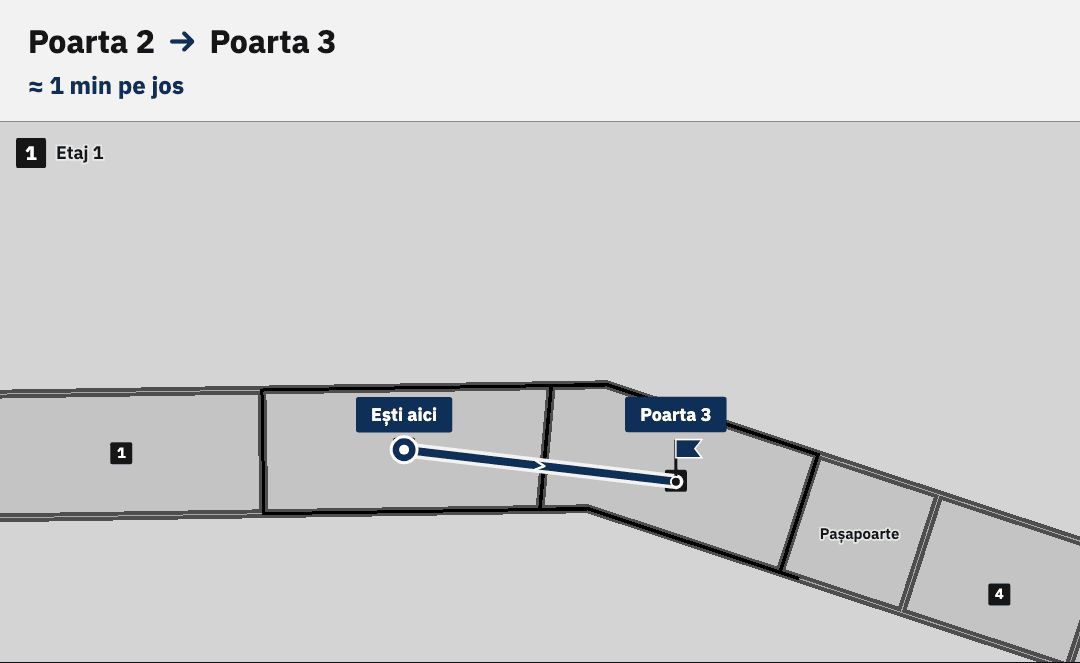 Poarta 2 → Poarta 3
≈ 1 min pe jos
1 Etaj 1
Ești aici
Poarta 3
1
Pașapoarte
4